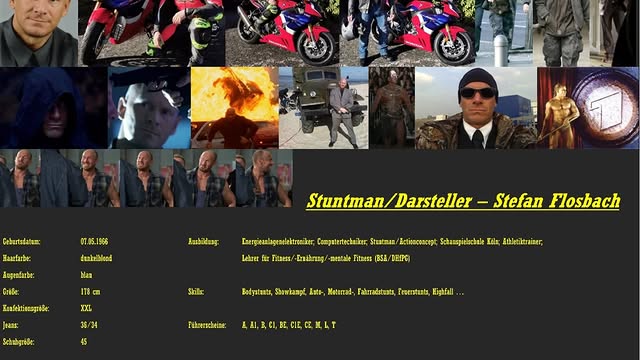 Stuntman/Darsteller – Stefan Flosbach
Geburtsdatum: 07.05.1966 Ausbildung: Energieanlagenelektroniker; Computertechniker; Stuntman/Actionconcept; Schauspielschule Köln; Athletiktrainer;
Haarfarbe: dunkelblond Lehrer für Fitness/-Ernährung/-mentale Fitness (BSA/DHfPG)
Augenfarbe: blau
Größe: 178 cm Skills: Bodystunts, Showkampf, Auto-, Motorrad-, Fahrradstunts, Feuerstunts, Highfall …
Konfektionsgröße: XXL
Jeans: 36/34 Führerscheine: A, A1, B, C1, BE, C1E, CE, M, L, T
Schuhgröße: 45